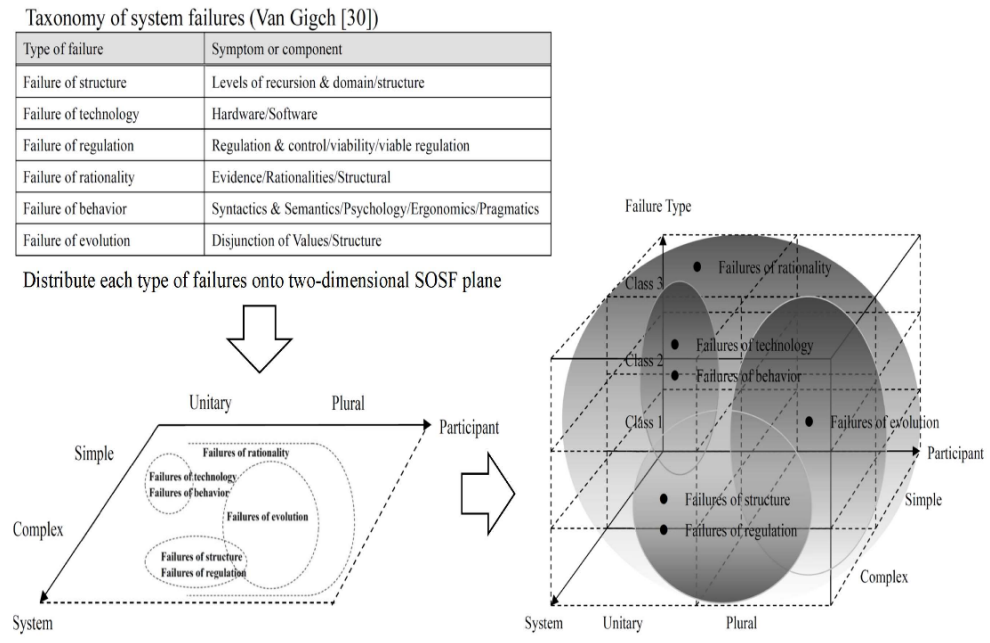 Taxonomy of system failures (Van Gigch [30])
Type of failure Symptom or component
Failure of structure Levels of recursion & domain/structure
Failure of technology Hardware/Software
Failure of regulation Regulation & control/viability/viable regulation
Failure of rationality Evidence/Rationalities/Structural
Failure of behavior Syntactics & Semantics/Psychology/Ergonomics/Pragmatics
Failure of evolution Disjunction of Values/Structure
Distribute each type of failures onto two-dimensional SOSF plane
Unitary Plural
Participant
Simple
Complex
System
Failures of rationality
Failures of technology
Failures of behavior
Failures of evolution
Failures of structure
Failures of regulation
Failure Type
Class 3
Class 2
Class 1
Failures of rationality
Failures of technology
Failures of behavior
Failures of evolution
Failures of structure
Failures of regulation
Participant
Simple
Complex
System Unitary Plural